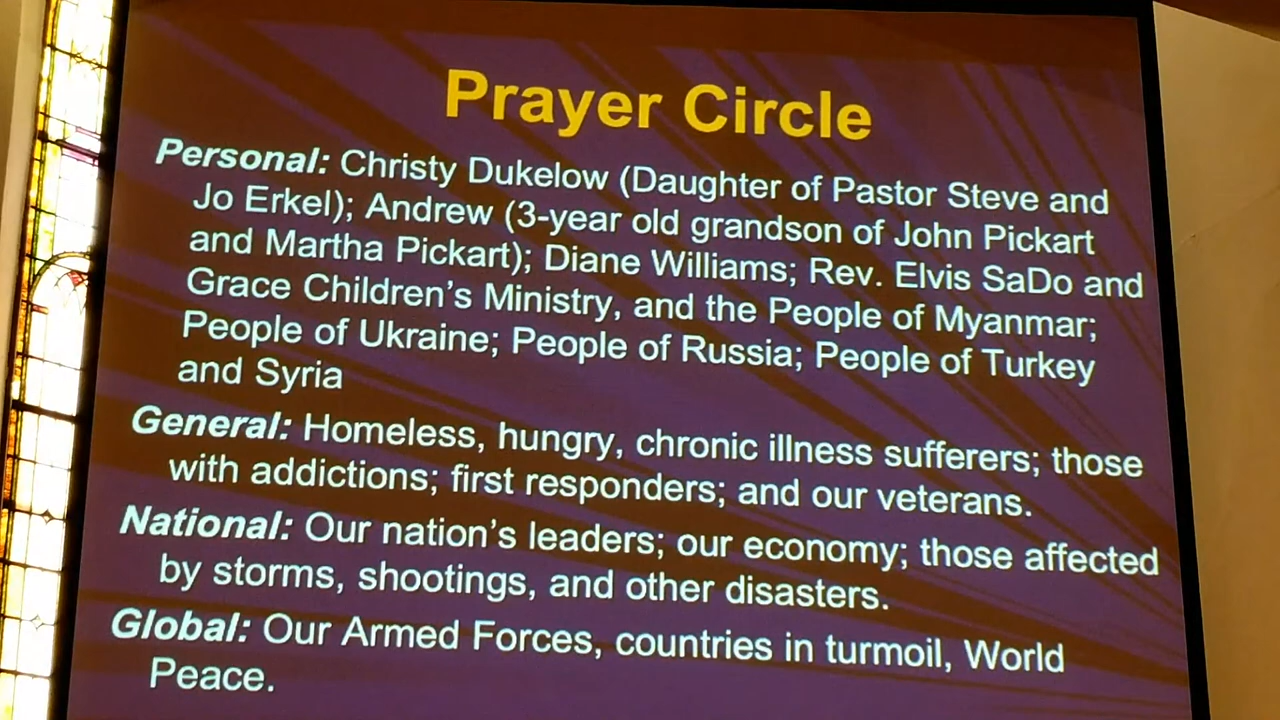 Prayer Circle
Personal: Christy Dukelow (Daughter of Pastor Steve and
Jo Erkel); Andrew (3-year old grandson of John Pickart
and Martha Pickart); Diane Williams; Rev. Elvis SaDo and
Grace Children's Ministry, and the People of Myanmar;
People of Ukraine; People of Russia; People of Turkey
and Syria
General: Homeless, hungry, chronic illness sufferers; those
with addictions; first responders; and our veterans.
National: Our nation's leaders; our economy; those affected
by storms, shootings, and other disasters.
Global: Our Armed Forces, countries in turmoil, World
Peace.